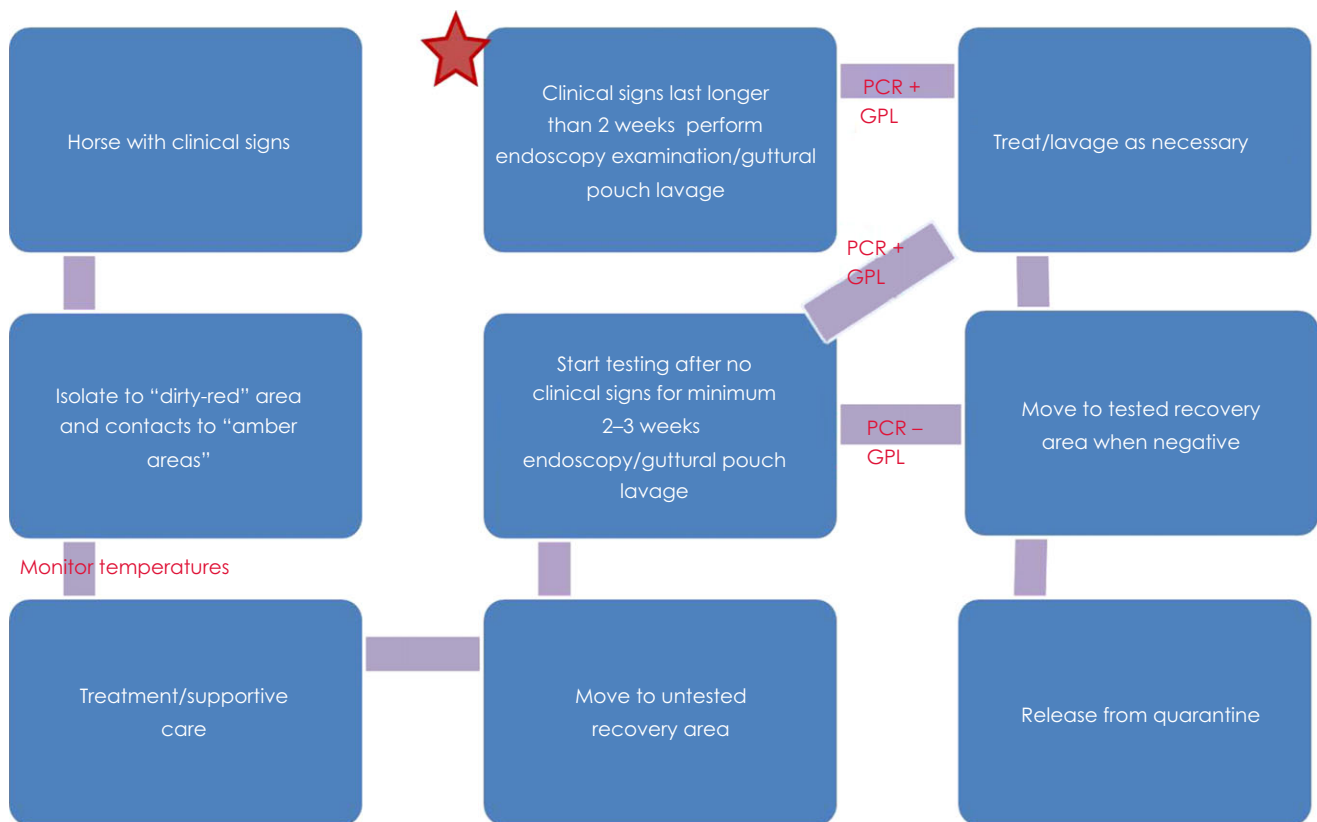 Horse with clinical signs
Isolate to “dirty-red” area
and contacts to “amber
areas”
Monitor temperatures
Treatment/supportive
care
Move to untested
recovery area
Start testing after no
clinical signs for minimum
2–3 weeks
endoscopy/guttural pouch
lavage
Clinical signs last longer
than 2 weeks perform
endoscopy examination/guttural
pouch lavage
PCR +
GPL
PCR +
GPL
PCR –
GPL
Treat/lavage as necessary
Move to tested recovery
area when negative
Release from quarantine